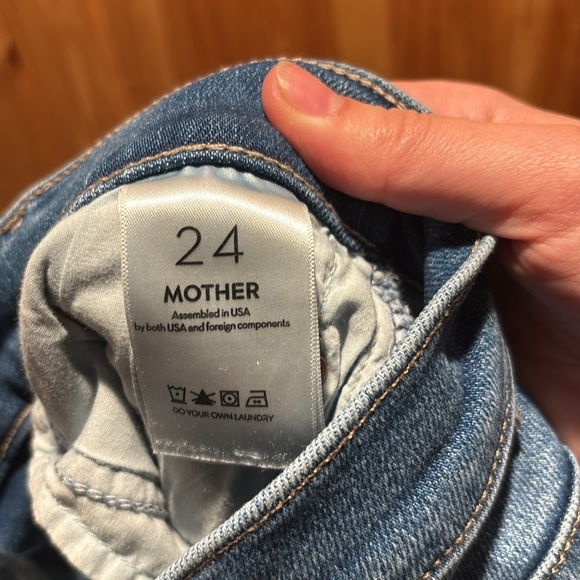 24
MOTHER
Assembled in USA
by both USA and foreign components
DO YOUR OWN LAUNDRY